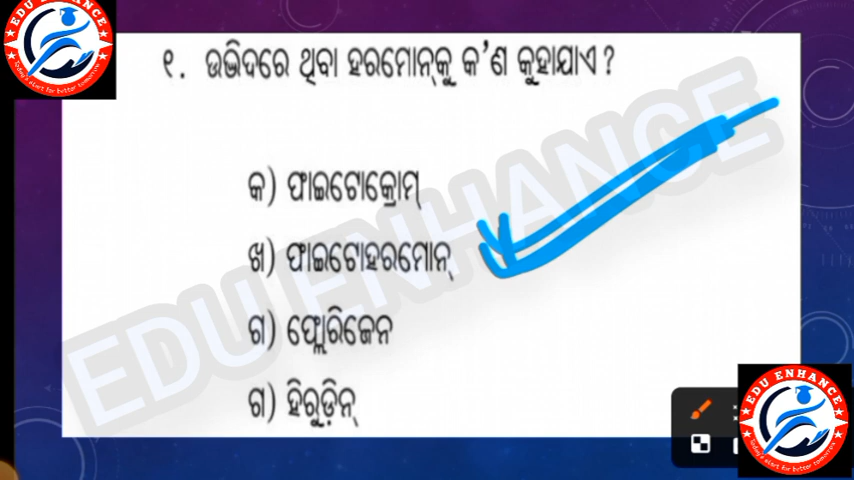 EDU ENHANCE
Today's start for better tomorrow
୧. ଉଦ୍ଭିଦରେ ଥିବା ହରମୋନ୍‌କୁ କ'ଣ କୁହାଯାଏ ?
କ) ଫାଇଟୋକ୍ରୋମ୍
ଖ) ଫାଇଟୋହରମୋନ୍
ଗ) ଫ୍ଲୋରିଜେନ
ଗ) ହିରୁଡ଼ିନ୍
EDU ENHANCE
EDU ENHANCE
Today's start for better tomorrow